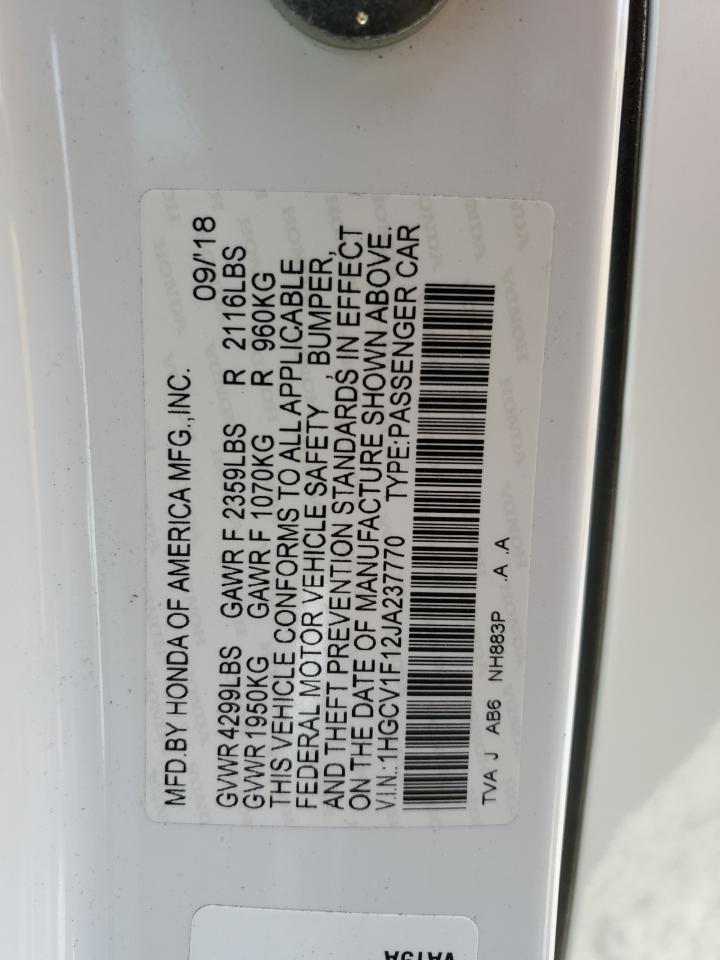 MFD.BY HONDA OF AMERICA MFG.,INC. 09/'18
GVWR 4299LBS GAWR F 2359LBS R 2116LBS
GVWR 1950KG GAWR F 1070KG R 960KG
THIS VEHICLE CONFORMS TO ALL APPLICABLE
FEDERAL MOTOR VEHICLE SAFETY , BUMPER,
AND THEFT PREVENTION STANDARDS IN EFFECT
ON THE DATE OF MANUFACTURE SHOWN ABOVE.
V.I.N.:1HGCV1F12JA237770 TYPE:PASSENGER CAR
TVA J AB6 NH883P .A .A